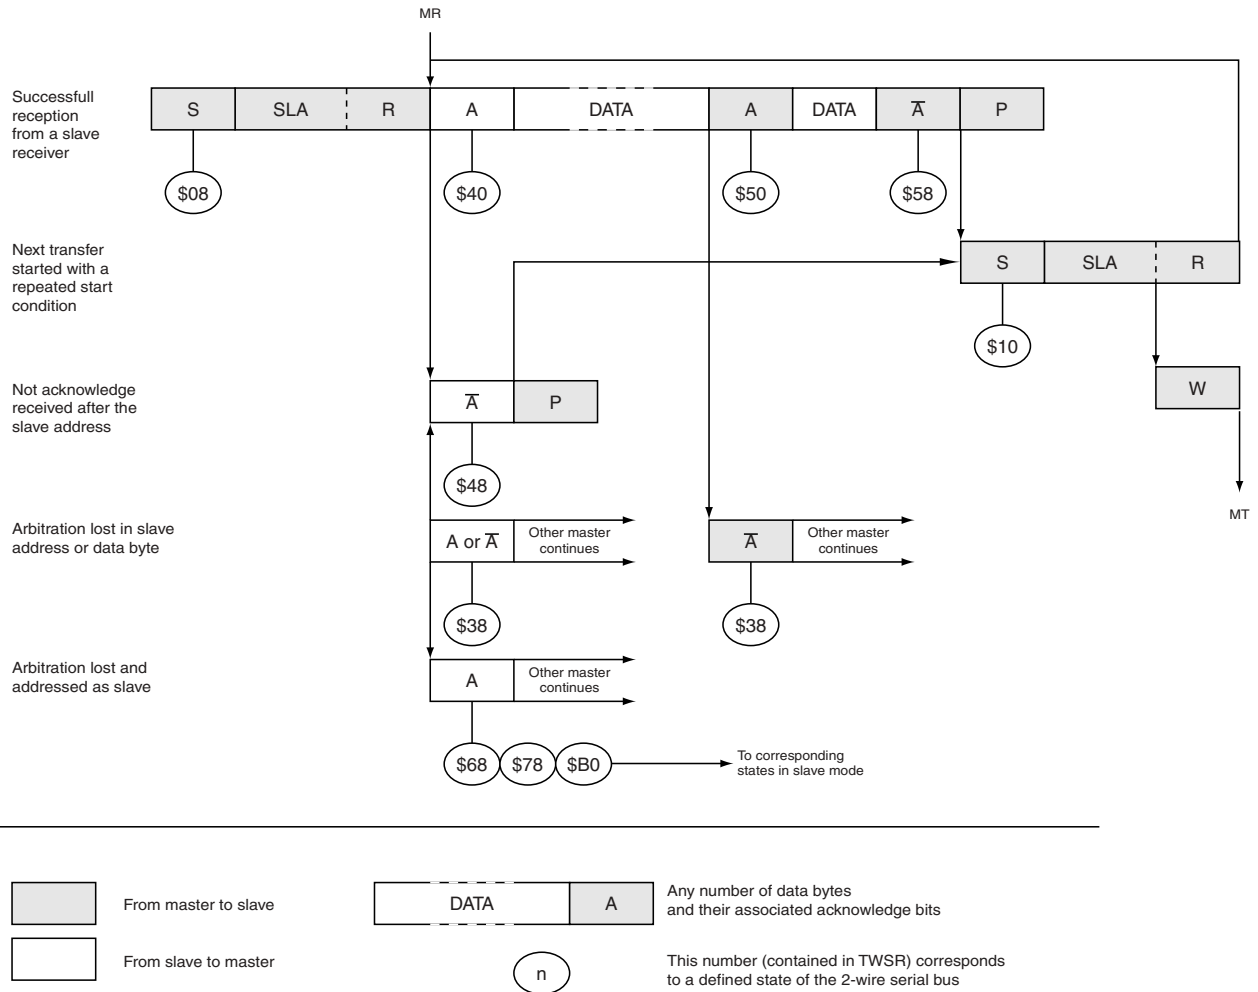 MR
Successfull
reception
from a slave
receiver
S SLA R A DATA A DATA A̅ P
$08 $40 $50 $58
Next transfer
started with a
repeated start
condition
S SLA R
$10
Not acknowledge
received after the
slave address
A̅ P
W
$48
MT
Arbitration lost in slave
address or data byte
A or A̅
Other master
continues
A̅
Other master
continues
$38 $38
Arbitration lost and
addressed as slave
A
Other master
continues
$68 $78 $B0
To corresponding
states in slave mode
From master to slave
DATA A
Any number of data bytes
and their associated acknowledge bits
From slave to master
n
This number (contained in TWSR) corresponds
to a defined state of the 2-wire serial bus